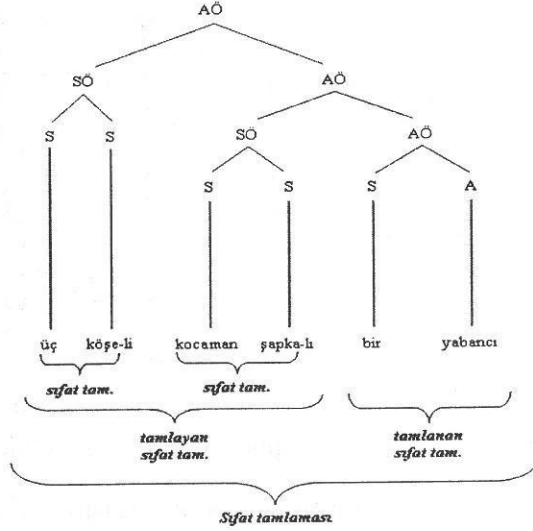 AÖ
SÖ AÖ
S S SÖ AÖ
S S S A
üç köşe-li kocaman şapka-lı bir yabancı
sıfat tam. sıfat tam.
tamlayan tamlanan
sıfat tam. sıfat tam.
Sıfat tamlaması